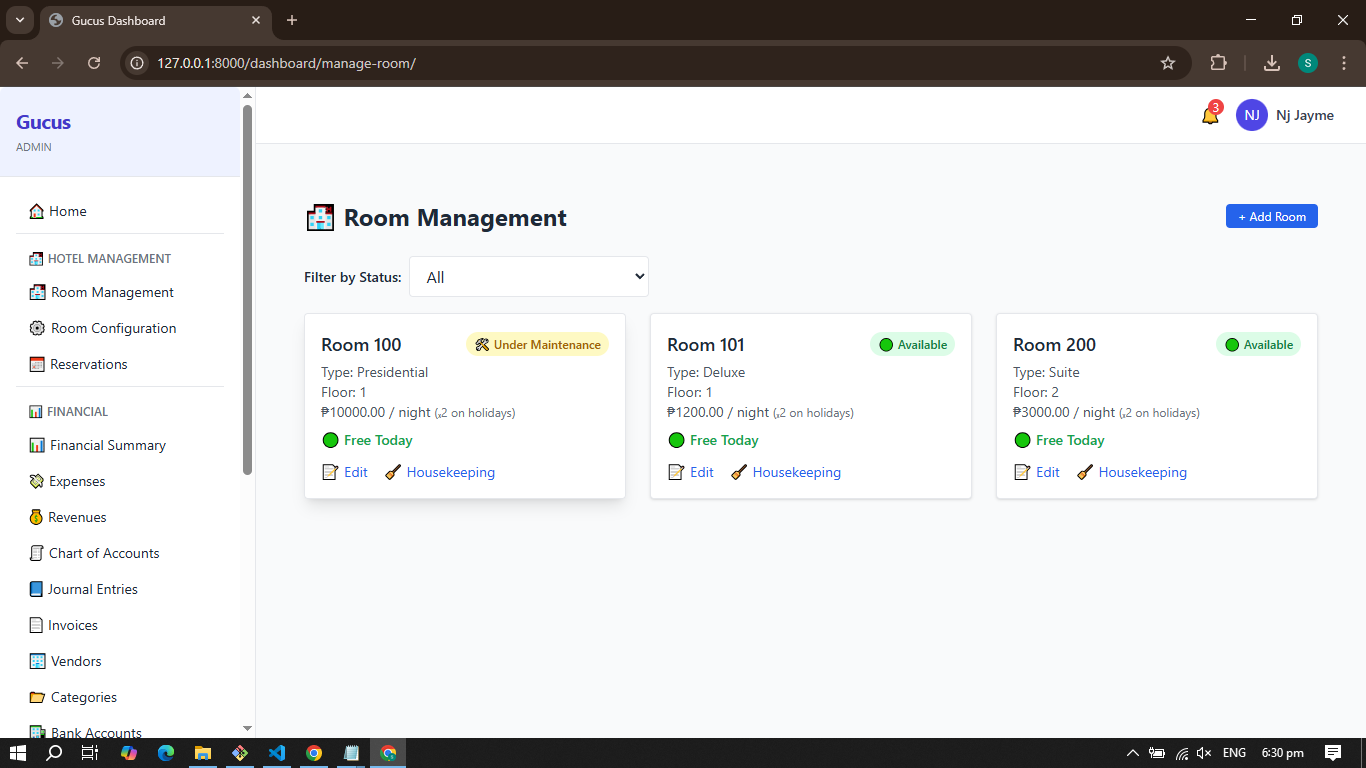 Gucus Dashboard
127.0.0.1:8000/dashboard/manage-room/
S
Gucus
ADMIN
3
NJ
Nj Jayme
Home
HOTEL MANAGEMENT
Room Management
Room Configuration
Reservations
FINANCIAL
Financial Summary
Expenses
Revenues
Chart of Accounts
Journal Entries
Invoices
Vendors
Categories
Bank Accounts
Room Management
+ Add Room
Filter by Status: All
Room 100 Under Maintenance
Type: Presidential
Floor: 1
₱10000.00 / night (ₓ2 on holidays)
Free Today
Edit Housekeeping
Room 101 Available
Type: Deluxe
Floor: 1
₱1200.00 / night (ₓ2 on holidays)
Free Today
Edit Housekeeping
Room 200 Available
Type: Suite
Floor: 2
₱3000.00 / night (ₓ2 on holidays)
Free Today
Edit Housekeeping
ENG 6:30 pm